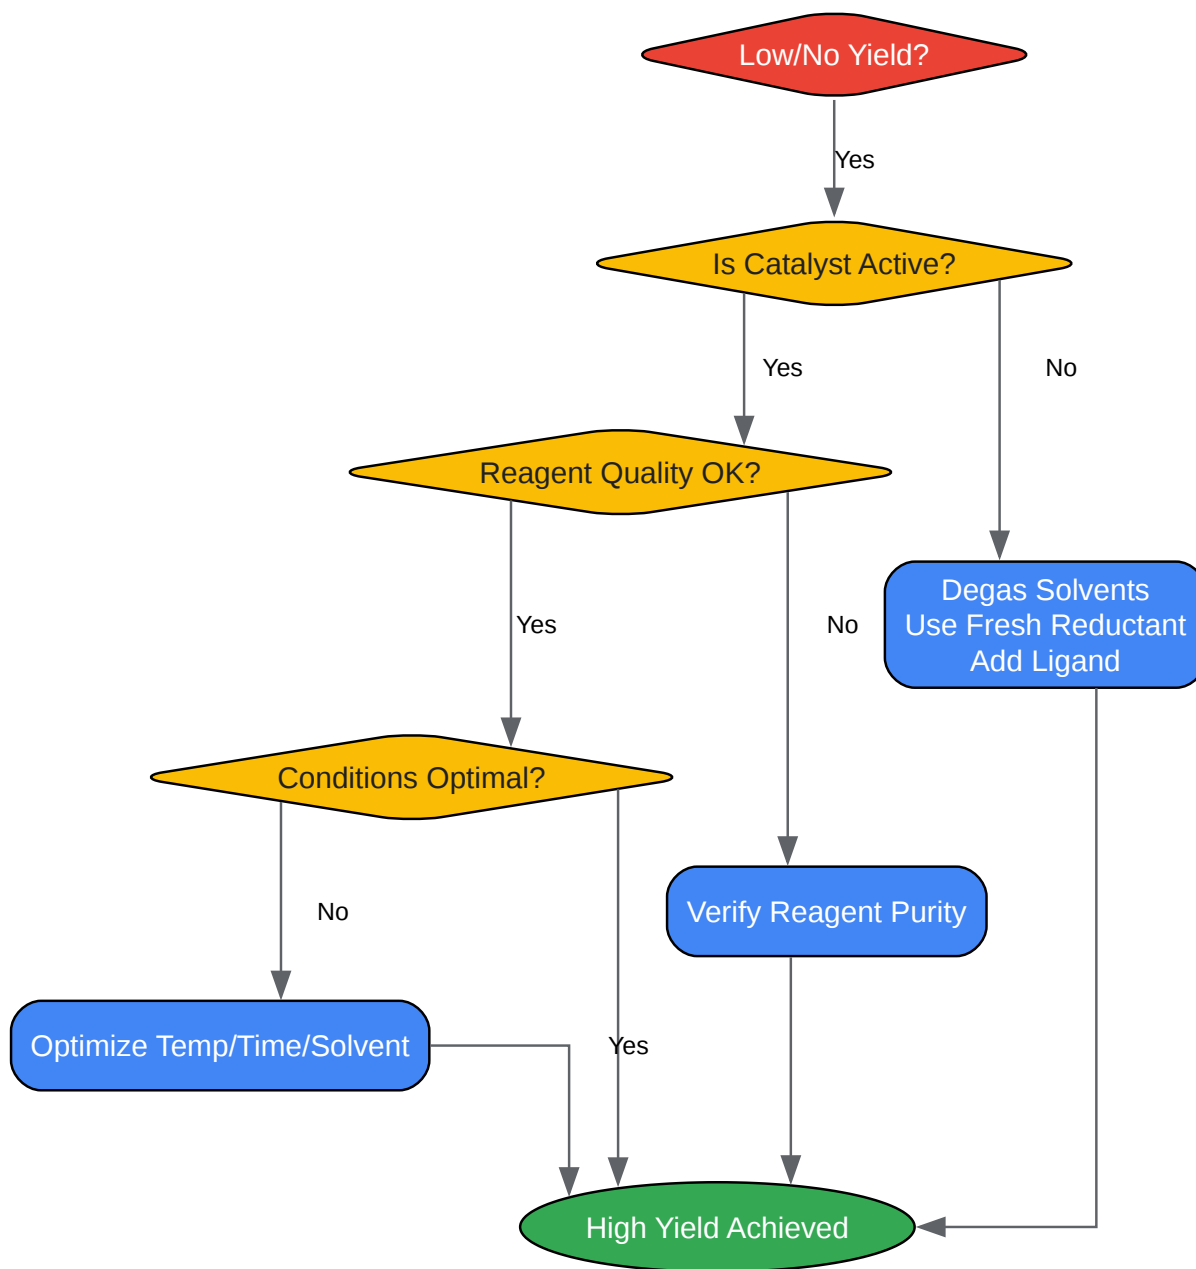 Low/No Yield?
Yes
Is Catalyst Active?
Yes
No
Reagent Quality OK?
Degas Solvents
Use Fresh Reductant
Add Ligand
Yes
No
Conditions Optimal?
No
Verify Reagent Purity
Optimize Temp/Time/Solvent
Yes
High Yield Achieved